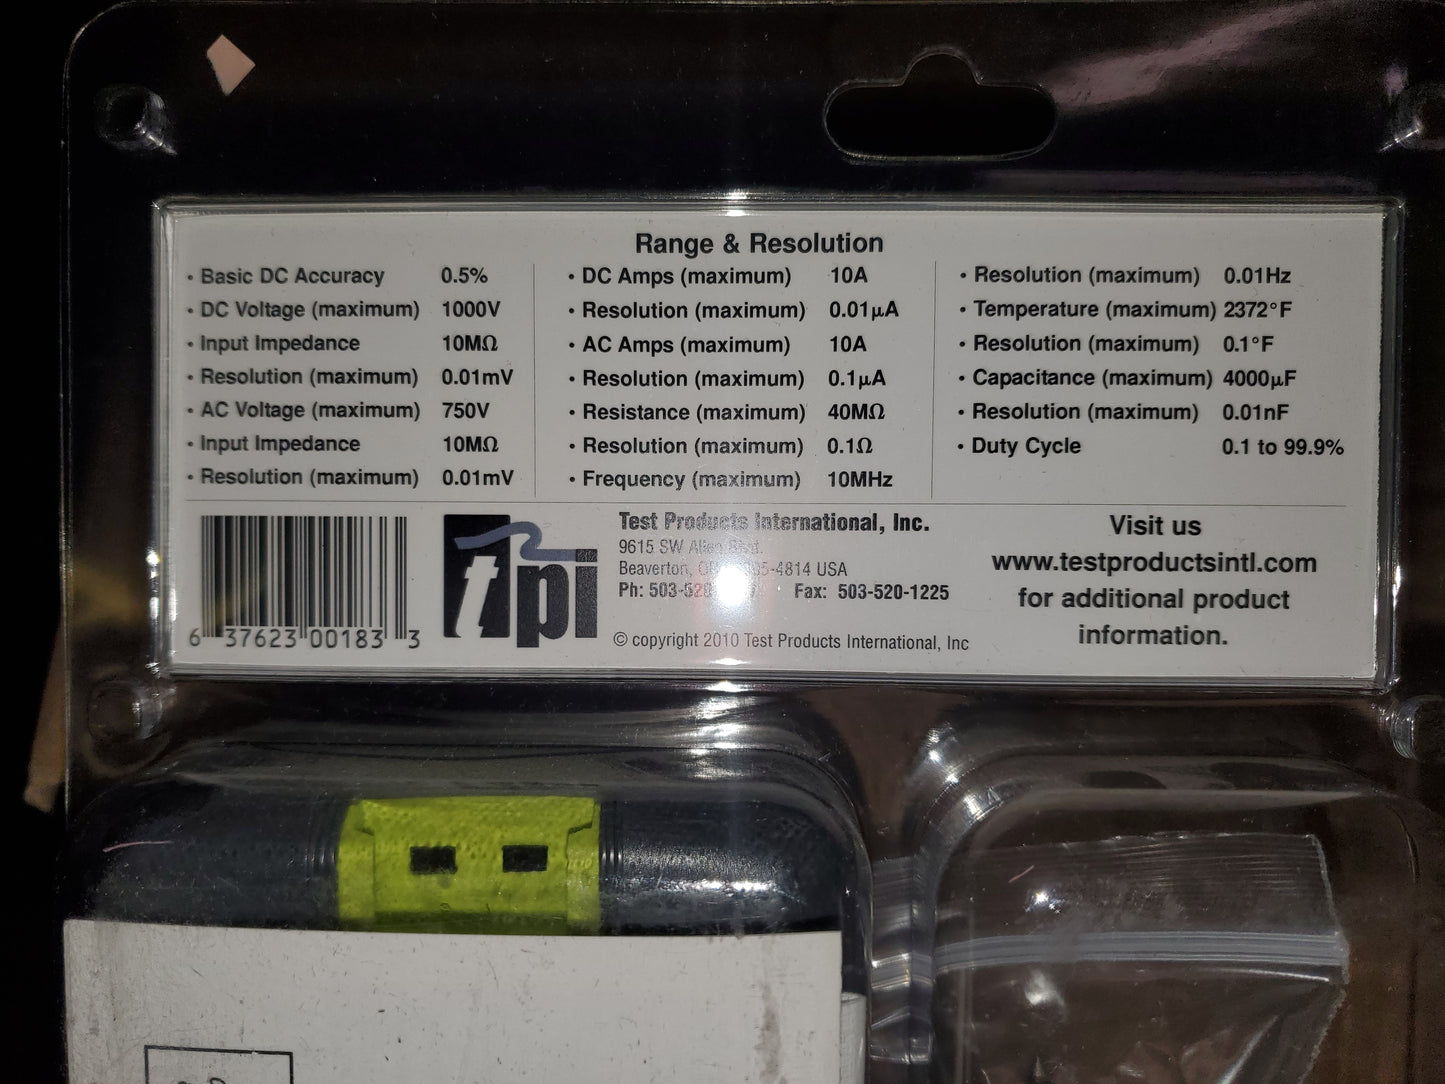 Range & Resolution
• Basic DC Accuracy 0.5%
• DC Voltage (maximum) 1000V
• Input Impedance 10MΩ
• Resolution (maximum) 0.01mV
• AC Voltage (maximum) 750V
• Input Impedance 10MΩ
• Resolution (maximum) 0.01mV
• DC Amps (maximum) 10A
• Resolution (maximum) 0.01µA
• AC Amps (maximum) 10A
• Resolution (maximum) 0.1µA
• Resistance (maximum) 40MΩ
• Resolution (maximum) 0.1Ω
• Frequency (maximum) 10MHz
• Resolution (maximum) 0.01Hz
• Temperature (maximum) 2372°F
• Resolution (maximum) 0.1°F
• Capacitance (maximum) 4000µF
• Resolution (maximum) 0.01nF
• Duty Cycle 0.1 to 99.9%
6 37623 00183 3
tpi
Test Products International, Inc.
9615 SW Allen Blvd.
Beaverton, USA
Ph: Fax: 503-520-1225
© copyright 2010 Test Products International, Inc
Visit us
www.testproductsintl.com
for additional product
information.